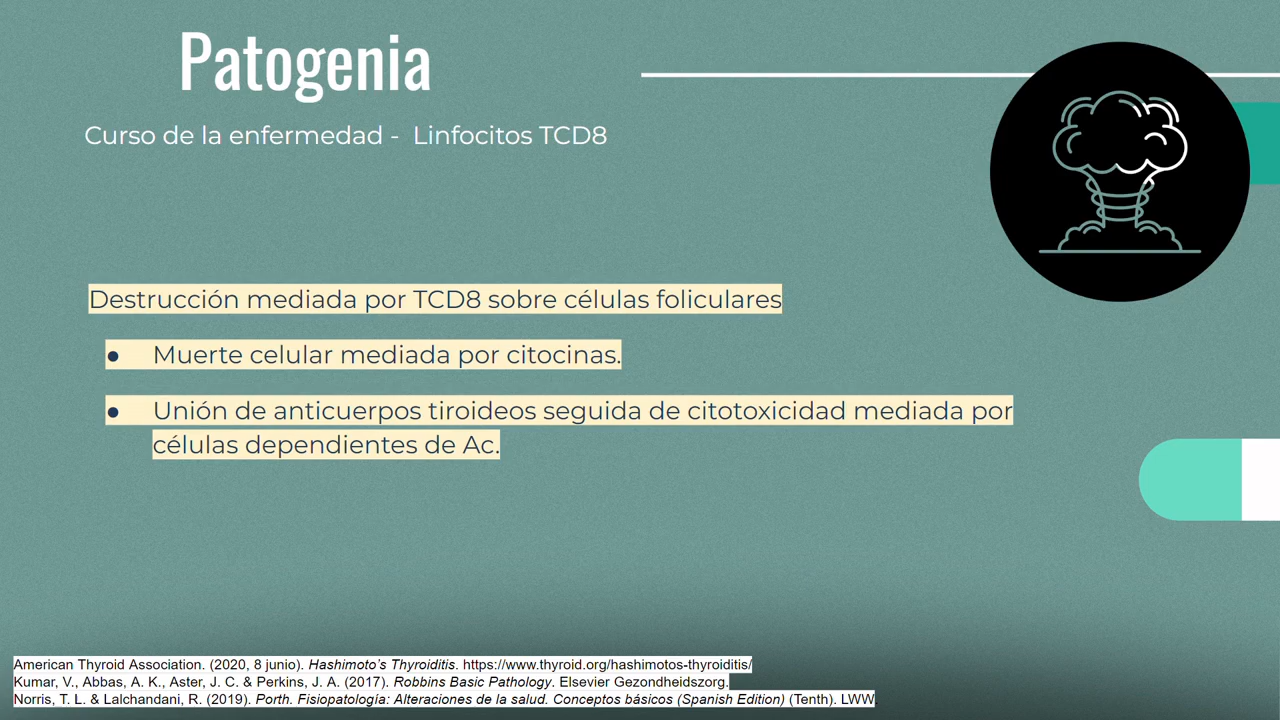 Patogenia
Curso de la enfermedad -  Linfocitos TCD8
Destrucción mediada por TCD8 sobre células foliculares
● Muerte celular mediada por citocinas.
● Unión de anticuerpos tiroideos seguida de citotoxicidad mediada por
células dependientes de Ac.
American Thyroid Association. (2020, 8 junio). Hashimoto's Thyroiditis. https://www.thyroid.org/hashimotos-thyroiditis/
Kumar, V., Abbas, A. K., Aster, J. C. & Perkins, J. A. (2017). Robbins Basic Pathology. Elsevier Gezondheidszorg.
Norris, T. L. & Lalchandani, R. (2019). Porth. Fisiopatología: Alteraciones de la salud. Conceptos básicos (Spanish Edition) (Tenth). LWW.